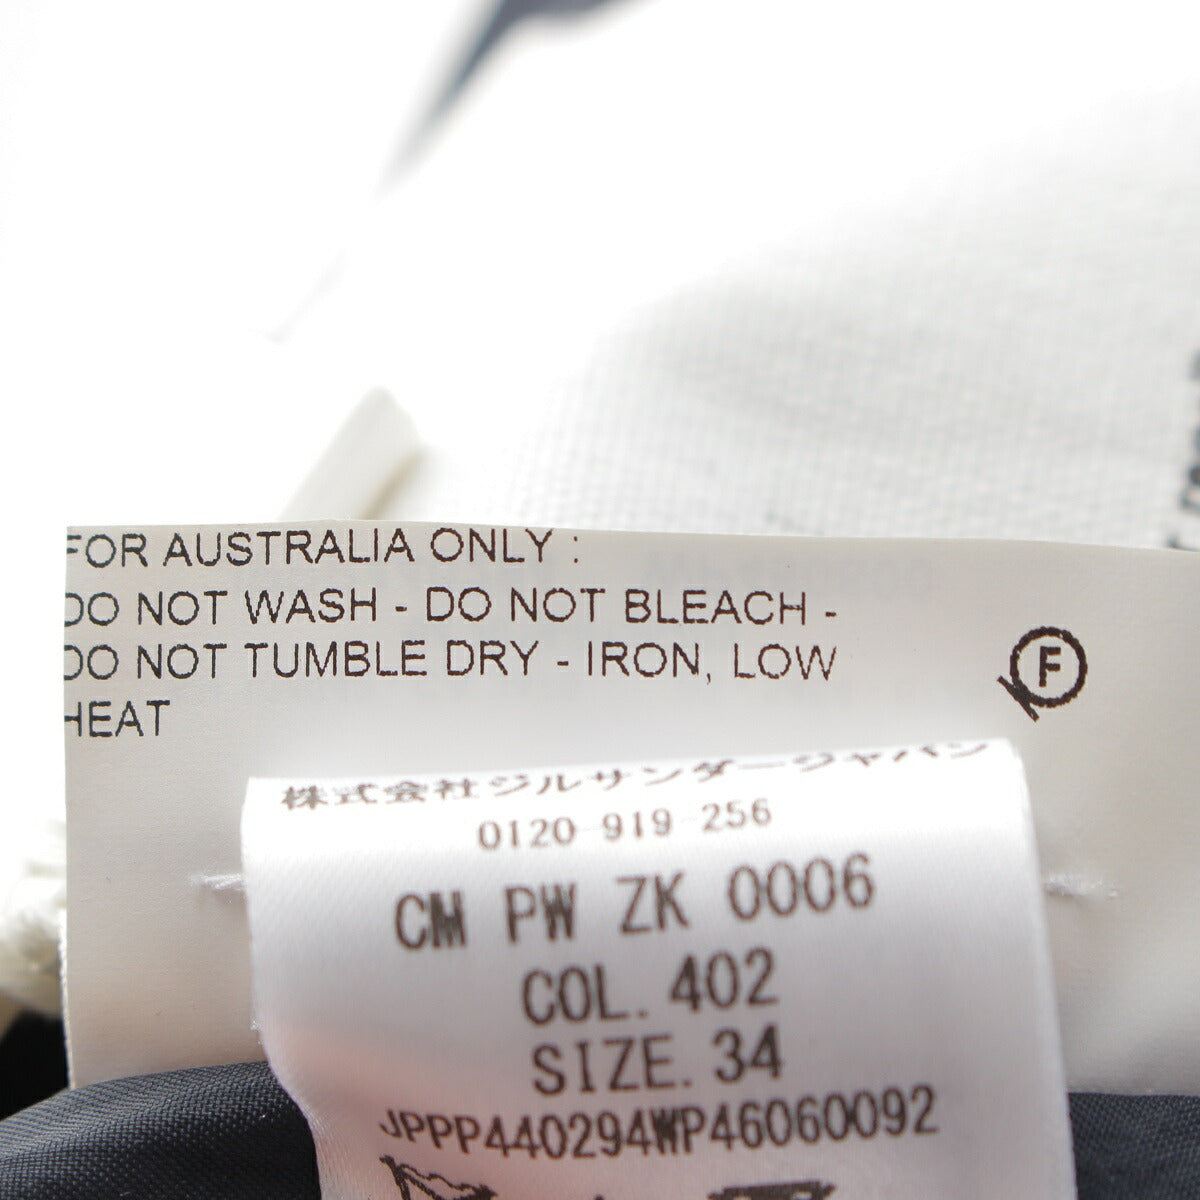 FOR AUSTRALIA ONLY :
DO NOT WASH - DO NOT BLEACH -
DO NOT TUMBLE DRY - IRON, LOW
HEAT
F
株式会社ジルサンダージャパン
0120 919 256
CM PW ZK 0006
COL. 402
SIZE. 34
JPPP440294WP46060092